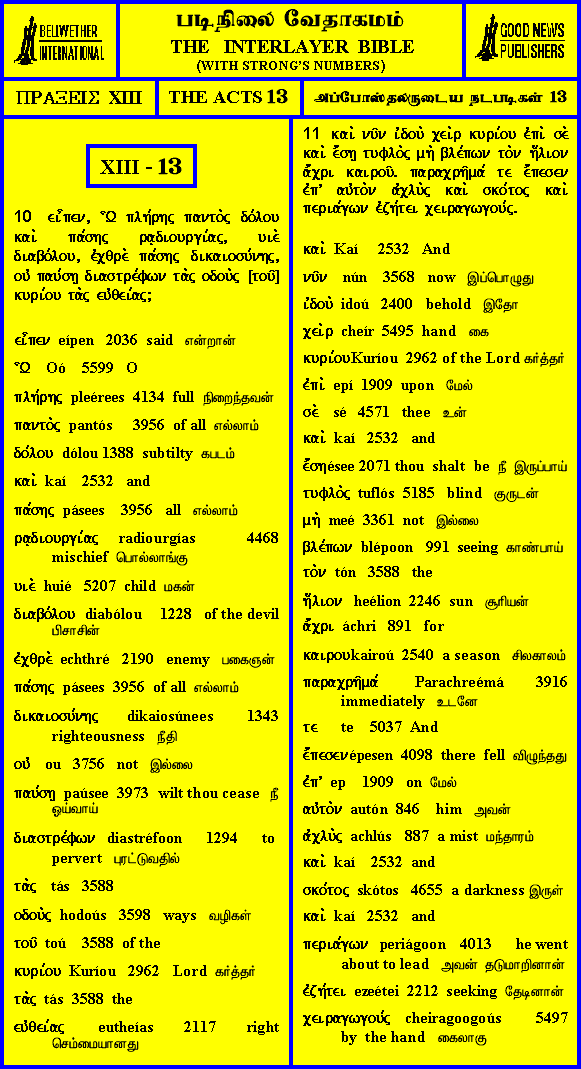 BELLWETHER
INTERNATIONAL
படிநிலை வேதாகமம்
THE INTERLAYER BIBLE
(WITH STRONG'S NUMBERS)
GOOD NEWS
PUBLISHERS
ΠΡΑΞΕΙΣ XIII
THE ACTS 13
அப்போஸ்தலருடைய நடபடிகள் 13
XIII - 13
10 εἶπεν, Ὦ πλήρης παντὸς δόλου
καὶ πάσης ῥᾳδιουργίας, υιὲ
διαβόλου, ἐχθρὲ πάσης δικαιοσύνης,
οὐ παύσῃ διαστρέφων τὰς ὁδοὺς [τοῦ]
κυρίου τὰς εὐθείας;
εἶπεν eípen 2036 said என்றான்
Ὦ Oó 5599 O
πλήρης pleérees 4134 full நிறைந்தவன்
παντὸς pantós 3956 of all எல்லாம்
δόλου dólou 1388 subtilty கபடம்
καὶ kaí 2532 and
πάσης pásees 3956 all எல்லாம்
ῥᾳδιουργίας radiourgías 4468
mischief பொல்லாங்கு
υιὲ huié 5207 child மகன்
διαβόλου diabólou 1228 of the devil
பிசாசின்
ἐχθρὲ echthré 2190 enemy பகைஞன்
πάσης pásees 3956 of all எல்லாம்
δικαιοσύνης dikaiosúnees 1343
righteousness நீதி
οὐ ou 3756 not இல்லை
παύσῃ paúsee 3973 wilt thou cease நீ
ஓய்வாய்
διαστρέφων diastréfoon 1294 to
pervert புரட்டுவதில்
τὰς tás 3588
ὁδοὺς hodoús 3598 ways வழிகள்
τοῦ toú 3588 of the
κυρίου Kuríou 2962 Lord கர்த்தர்
τὰς tás 3588 the
εὐθείας eutheías 2117 right
செம்மையானது
11 καὶ νῦν ἰδοὺ χεὶρ κυρίου ἐπὶ σὲ
καὶ ἔσῃ τυφλὸς μὴ βλέπων τὸν ἥλιον
ἄχρι καιροῦ. παραχρῆμά τε ἔπεσεν
ἐπ' αὐτὸν ἀχλὺς καὶ σκότος καὶ
περιάγων ἐζήτει χειραγωγούς.
καὶ Kaí 2532 And
νῦν nún 3568 now இப்பொழுது
ἰδοὺ idoú 2400 behold இதோ
χεὶρ cheír 5495 hand கை
κυρίου Kuríou 2962 of the Lord கர்த்தர்
ἐπὶ epí 1909 upon மேல்
σὲ sé 4571 thee உன்
καὶ kaí 2532 and
ἔσῃ ésee 2071 thou shalt be நீ இருப்பாய்
τυφλὸς tuflós 5185 blind குருடன்
μὴ meé 3361 not இல்லை
βλέπων blépoon 991 seeing காண்பாய்
τὸν tón 3588 the
ἥλιον heélion 2246 sun சூரியன்
ἄχρι áchri 891 for
καιρου kairoú 2540 a season சிலகாலம்
παραχρῆμά Parachreémá 3916
immediately உடனே
τε te 5037 And
ἔπεσεν épesen 4098 there fell விழுந்தது
ἐπ' ep 1909 on மேல்
αὐτὸν autón 846 him அவன்
ἀχλὺς achlús 887 a mist மந்தாரம்
καὶ kaí 2532 and
σκότος skótos 4655 a darkness இருள்
καὶ kaí 2532 and
περιάγων periágoon 4013 he went
about to lead அவன் தடுமாறினான்
ἐζήτει ezeétei 2212 seeking தேடினான்
χειραγωγούς cheiragoogoús 5497
by the hand கைலாகு